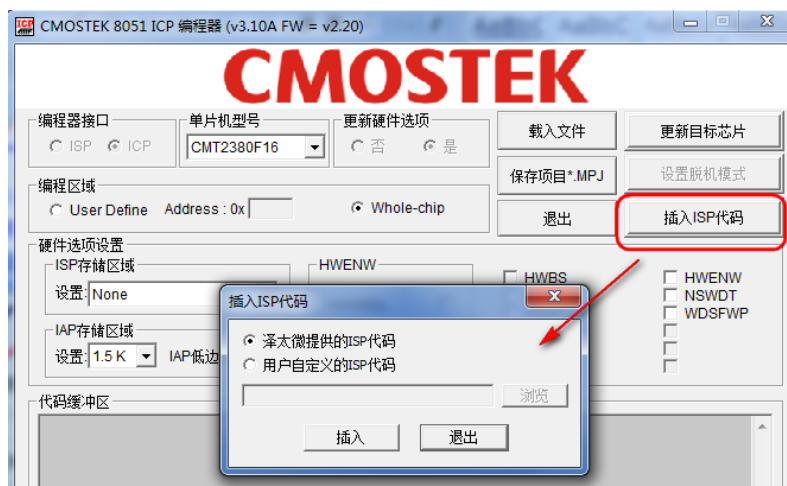 CMOSTEK 8051 ICP 编程器 (v3.10A FW = v2.20)
CMOSTEK
编程器接口
ISP ICP
单片机型号
CMT2380F16
更新硬件选项
否 是
载入文件
更新目标芯片
保存项目*.MPJ
设置脱机模式
编程区域
User Define Address : 0x
Whole-chip
退出
插入ISP代码
硬件选项设置
ISP存储区域
设置: None
HWENW
HWBS
HWENW
NSWDT
WDSFWP
IAP存储区域
设置: 1.5 K IAP低边
插入ISP代码
泽太微提供的ISP代码
用户自定义的ISP代码
浏览
插入 退出
代码缓冲区